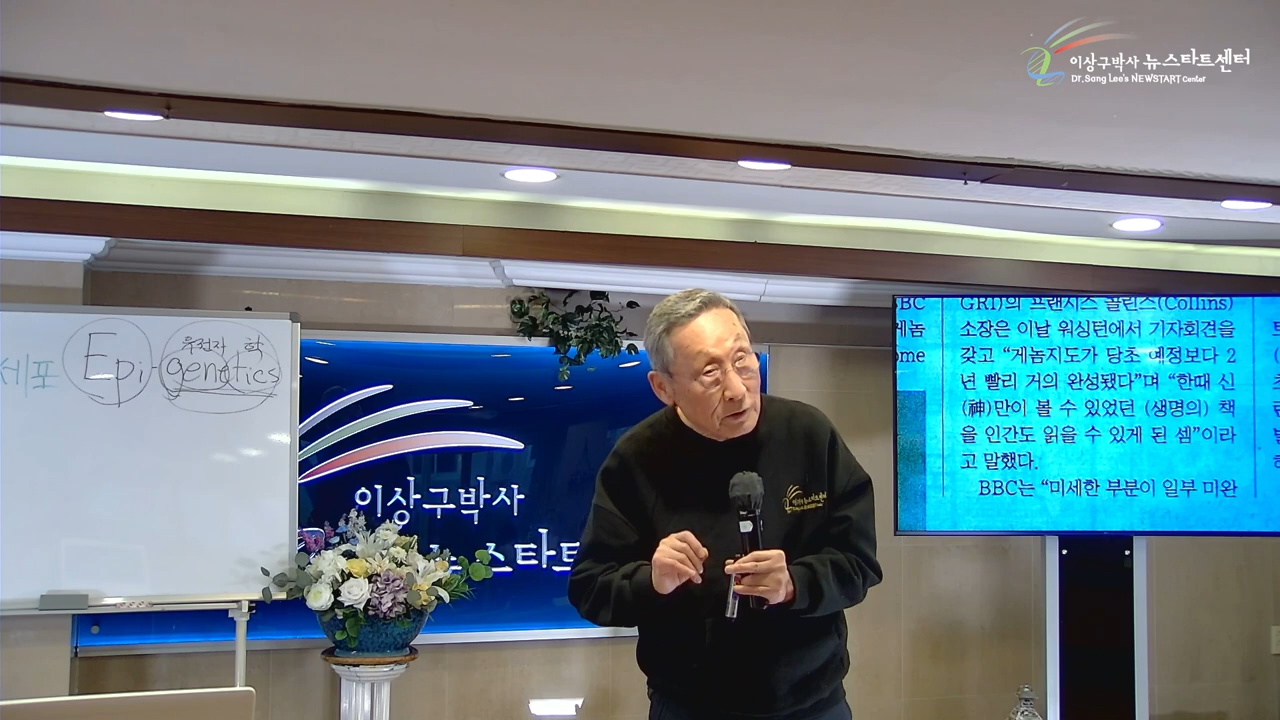 이상구박사 뉴스타트센터
Dr. Sang Lee's NEWSTART Center
세포 Epi-genetics
유전자 학
이상구박사
뉴스타트
BBC
게놈
ome
GRI)의 프랜시스 콜린스(Collins)
소장은 이날 워싱턴에서 기자회견을
갖고 “게놈지도가 당초 예정보다 2
년 빨리 거의 완성됐다”며 “한때 신
(神)만이 볼 수 있었던 (생명의) 책
을 인간도 읽을 수 있게 된 셈”이라
고 말했다.
BBC는 “미세한 부분이 일부 미완